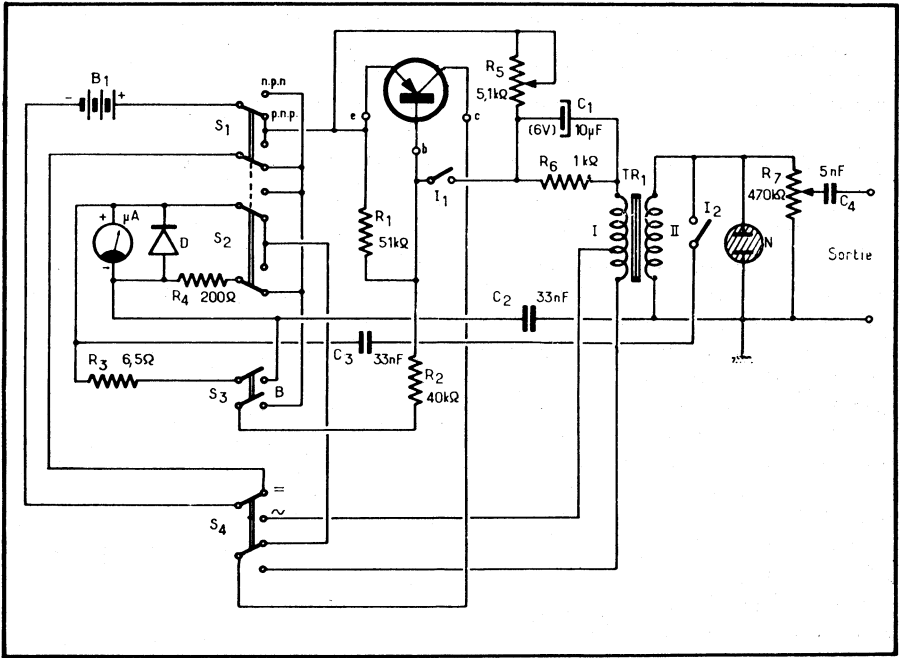 B1
- +
n.p.n
p.n.p.
S1
e
c
b
R5
5,1kΩ
C1
(6V) 10µF
R6 1kΩ
I1
TR1
I
II
I2
N
R7
470kΩ
5nF
C4
Sortie
+ µA
-
D
S2
R4
200Ω
R1
51kΩ
C2 33nF
C3 33nF
R3 6,5Ω
S3
B
R2
40kΩ
S4
=
~